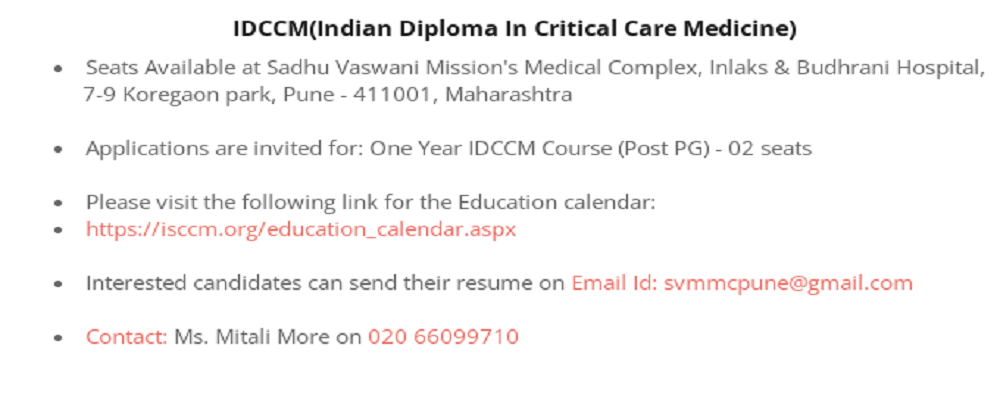 IDCCM(Indian Diploma In Critical Care Medicine)
• Seats Available at Sadhu Vaswani Mission's Medical Complex, Inlaks & Budhrani Hospital,
7-9 Koregaon park, Pune - 411001, Maharashtra
• Applications are invited for: One Year IDCCM Course (Post PG) - 02 seats
• Please visit the following link for the Education calendar:
• https://isccm.org/education_calendar.aspx
• Interested candidates can send their resume on Email Id: svmmcpune@gmail.com
• Contact: Ms. Mitali More on 020 66099710